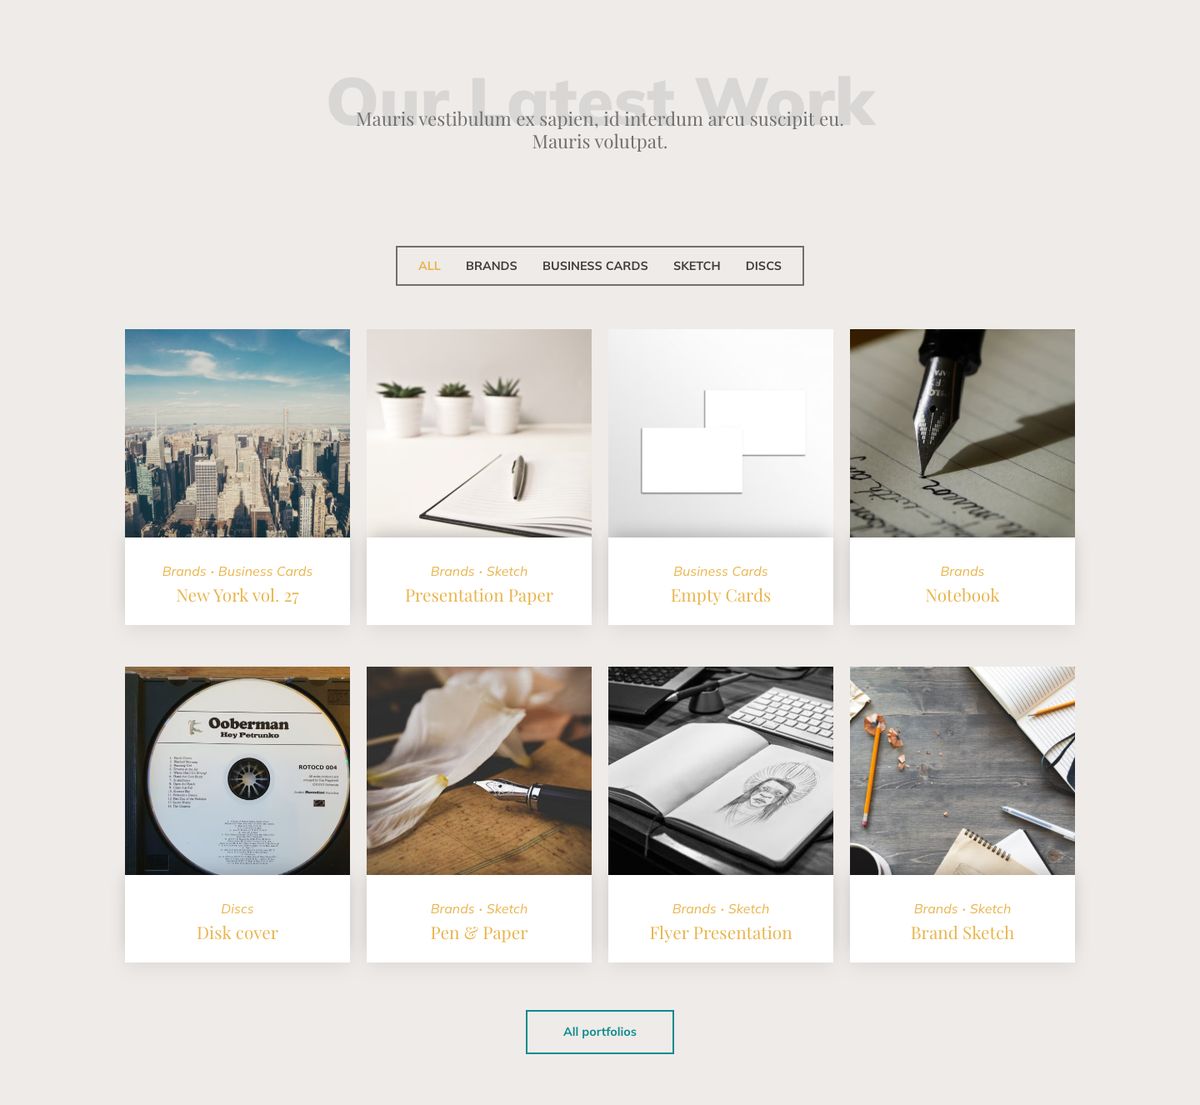 Our Latest Work
Mauris vestibulum ex sapien, id interdum arcu suscipit eu.
Mauris volutpat.
ALL BRANDS BUSINESS CARDS SKETCH DISCS
Brands · Business Cards
New York vol. 27
Brands · Sketch
Presentation Paper
Business Cards
Empty Cards
Brands
Notebook
Ooberman
Hey Petrunko
ROTOCD 004
Discs
Disk cover
Brands · Sketch
Pen & Paper
Brands · Sketch
Flyer Presentation
Brands · Sketch
Brand Sketch
All portfolios